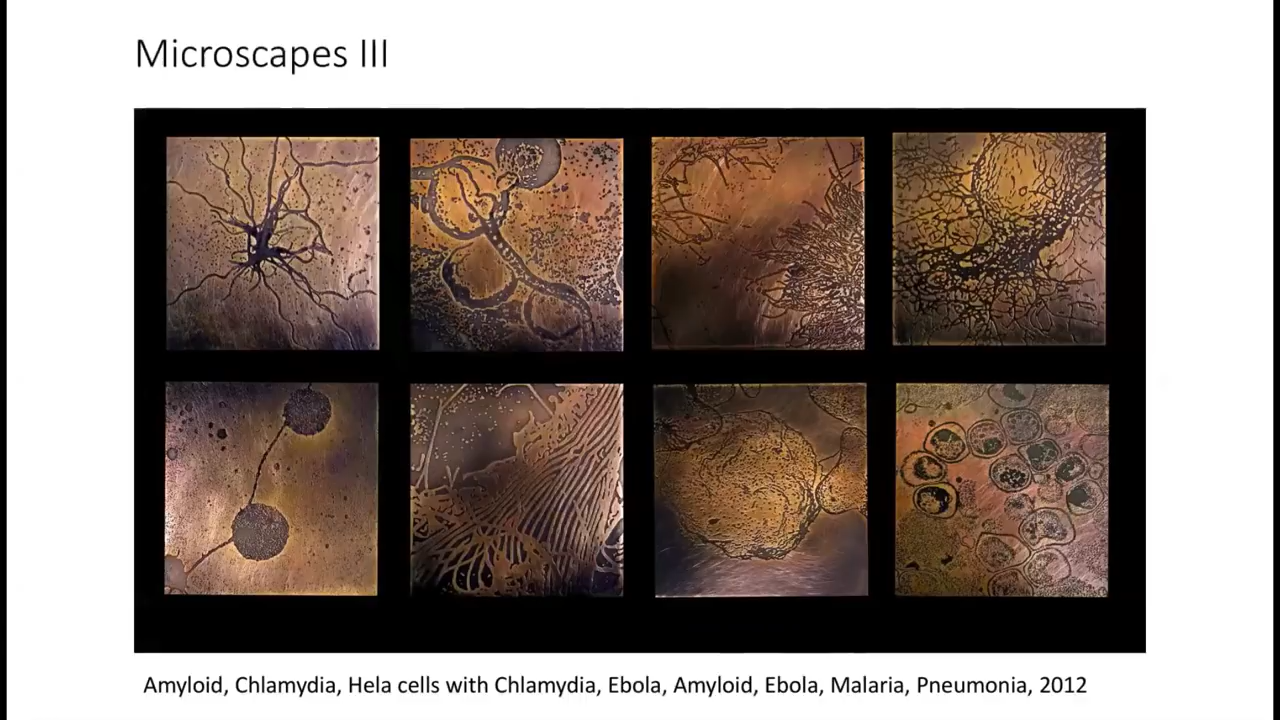 Microscapes III
Amyloid, Chlamydia, Hela cells with Chlamydia, Ebola, Amyloid, Ebola, Malaria, Pneumonia, 2012